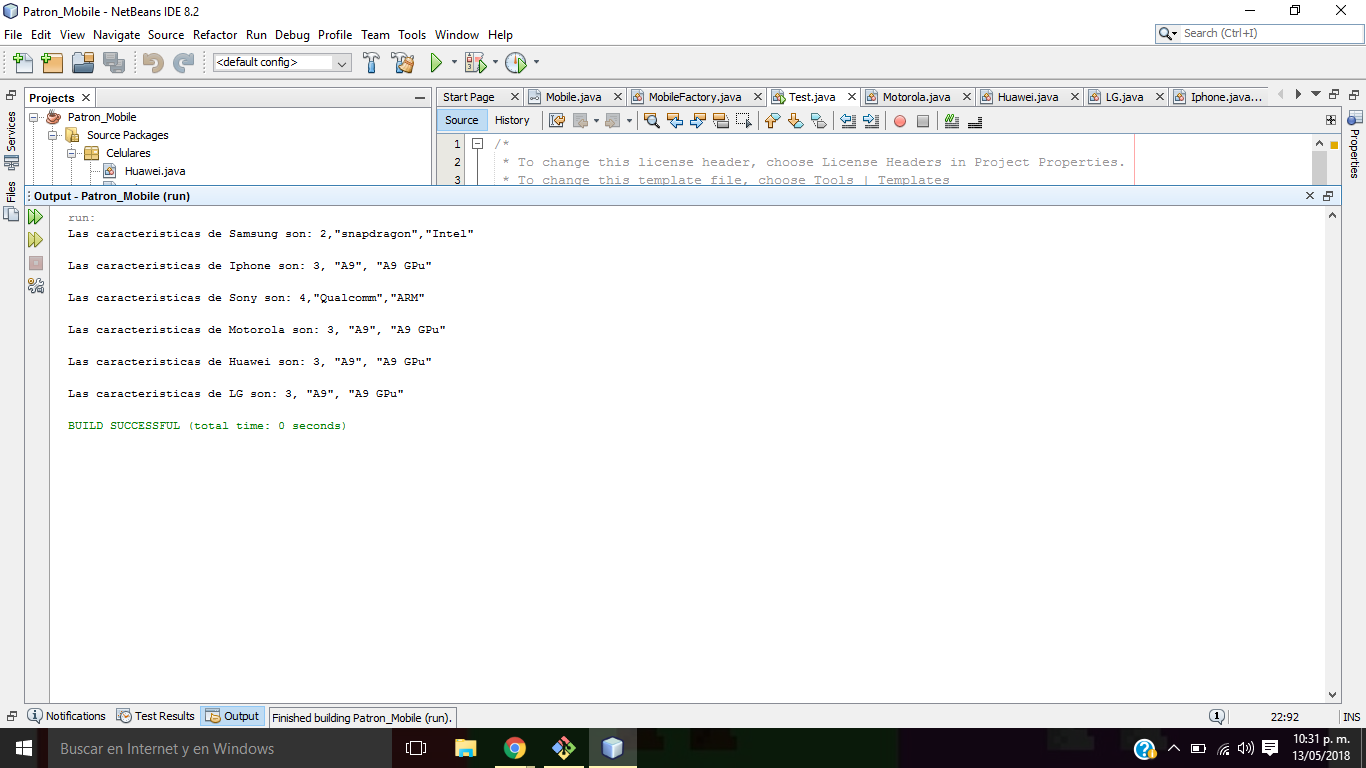 Patron_Mobile - NetBeans IDE 8.2
File Edit View Navigate Source Refactor Run Debug Profile Team Tools Window Help
Search (Ctrl+I)
<default config>
Services
Files
Projects
Patron_Mobile
Source Packages
Celulares
Huawei.java
Start Page Mobile.java MobileFactory.java Test.java Motorola.java Huawei.java LG.java Iphone.java...
Source History
1 /*
2 * To change this license header, choose License Headers in Project Properties.
3 * To change this template file, choose Tools | Templates
Properties
Output - Patron_Mobile (run)
run:
Las caracteristicas de Samsung son: 2,"snapdragon","Intel"
Las caracteristicas de Iphone son: 3, "A9", "A9 GPu"
Las caracteristicas de Sony son: 4,"Qualcomm","ARM"
Las caracteristicas de Motorola son: 3, "A9", "A9 GPu"
Las caracteristicas de Huawei son: 3, "A9", "A9 GPu"
Las caracteristicas de LG son: 3, "A9", "A9 GPu"
BUILD SUCCESSFUL (total time: 0 seconds)
Notifications Test Results Output Finished building Patron_Mobile (run).
1 22:92 INS
Buscar en Internet y en Windows
10:31 p. m.
13/05/2018